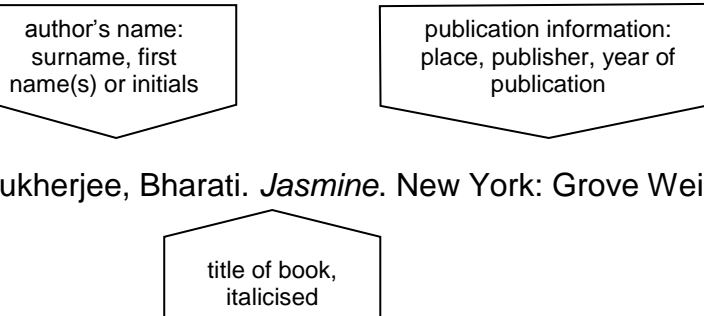 author's name:
surname, first
name(s) or initials
publication information:
place, publisher, year of
publication
ukherjee, Bharati. Jasmine. New York: Grove Wei
title of book,
italicised